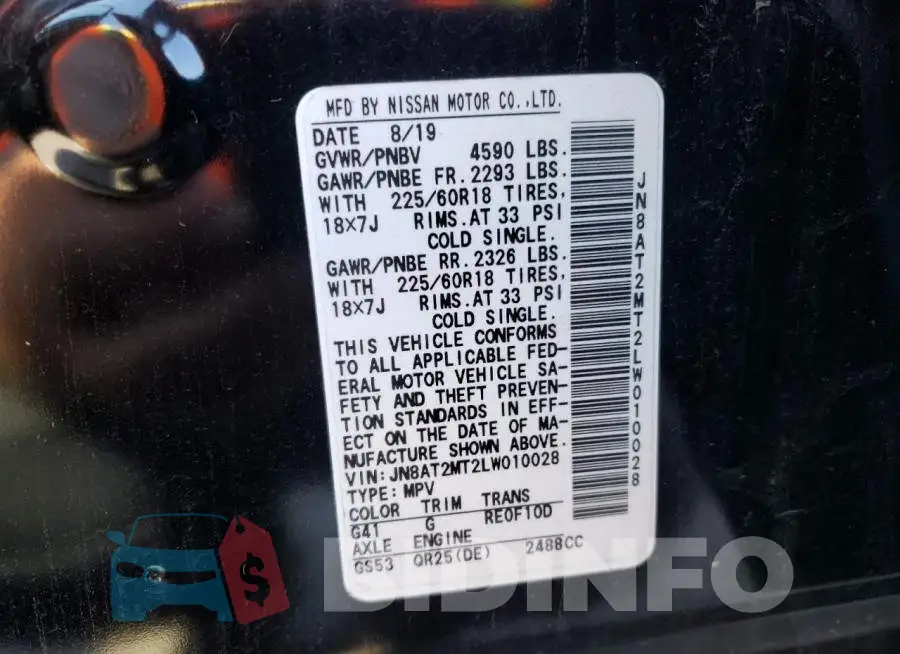 MFD BY NISSAN MOTOR CO.,LTD.
DATE 8/19
GVWR/PNBV 4590 LBS.
GAWR/PNBE FR. 2293 LBS.
WITH 225/60R18 TIRES,
18X7J RIMS. AT 33 PSI
COLD SINGLE.
GAWR/PNBE RR. 2326 LBS.
WITH 225/60R18 TIRES,
18X7J RIMS. AT 33 PSI
COLD SINGLE.
THIS VEHICLE CONFORMS
TO ALL APPLICABLE FED-
ERAL MOTOR VEHICLE SA-
FETY AND THEFT PREVEN-
TION STANDARDS IN EFF-
ECT ON THE DATE OF MA-
NUFACTURE SHOWN ABOVE.
VIN: JN8AT2MT2LW010028
TYPE: MPV
COLOR TRIM TRANS
G41 G RE0F10D
AXLE ENGINE
GS53 QR25(DE) 2488CC
JN8AT2MT2LW010028
$ BIDINFO